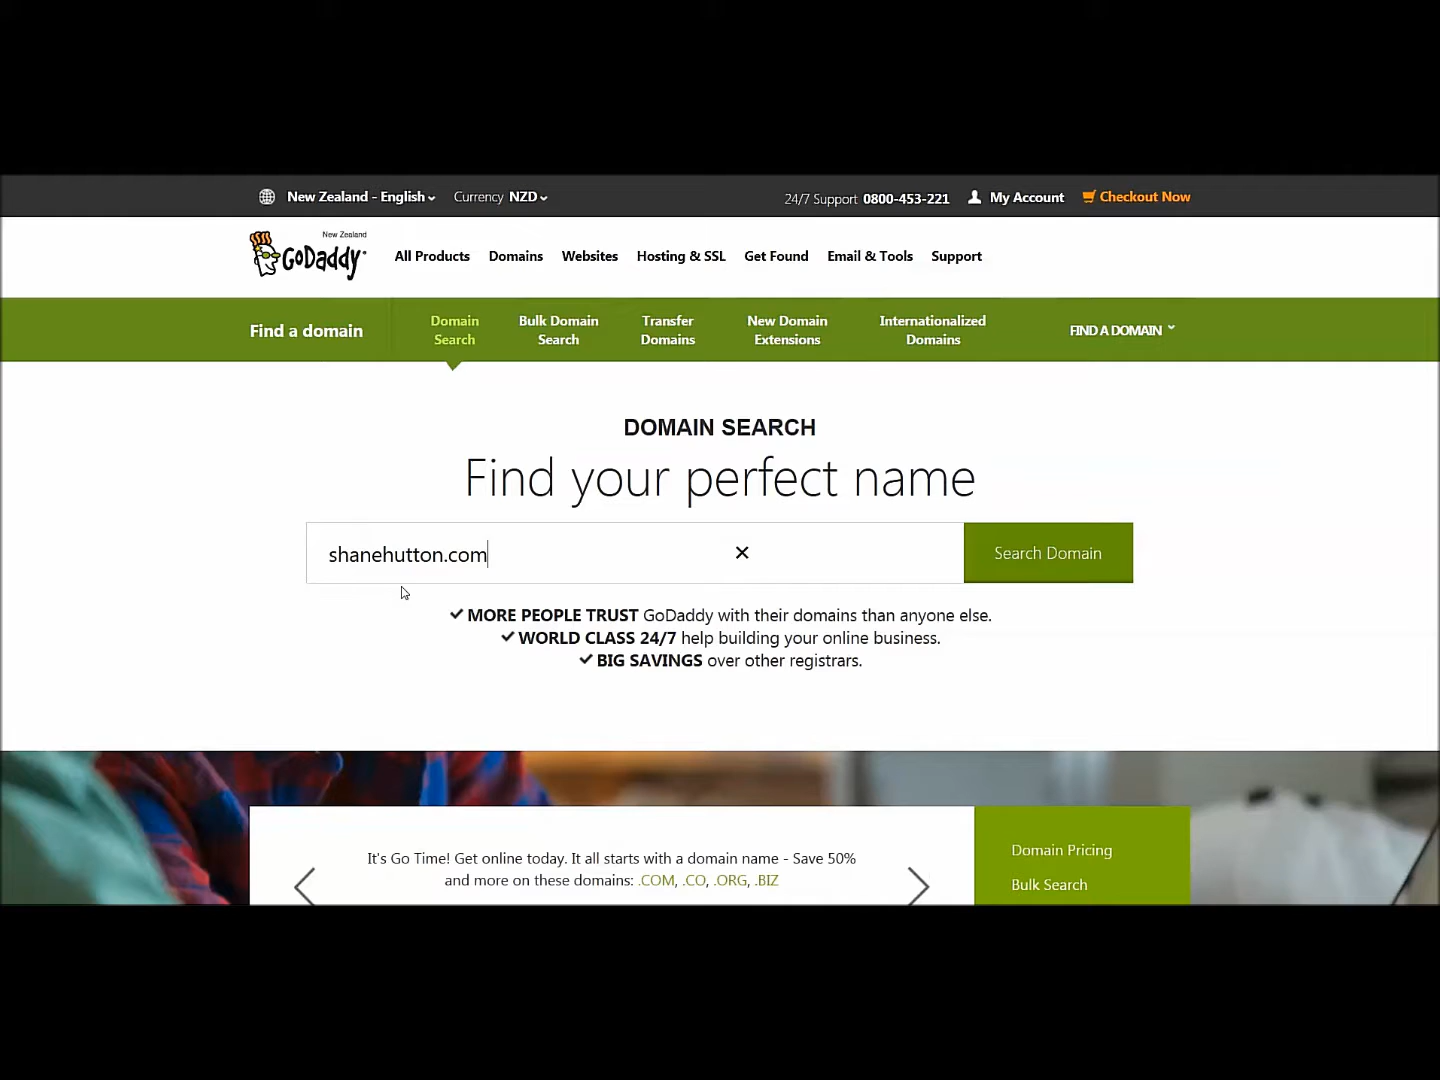 New Zealand - English Currency NZD 24/7 Support 0800-453-221 My Account Checkout Now
New Zealand
GoDaddy All Products Domains Websites Hosting & SSL Get Found Email & Tools Support
Find a domain
Domain Search
Bulk Domain Search
Transfer Domains
New Domain Extensions
Internationalized Domains
FIND A DOMAIN
DOMAIN SEARCH
Find your perfect name
shanehutton.com Search Domain
MORE PEOPLE TRUST GoDaddy with their domains than anyone else.
WORLD CLASS 24/7 help building your online business.
BIG SAVINGS over other registrars.
It's Go Time! Get online today. It all starts with a domain name - Save 50%
and more on these domains: .COM, .CO, .ORG, .BIZ
Domain Pricing
Bulk Search